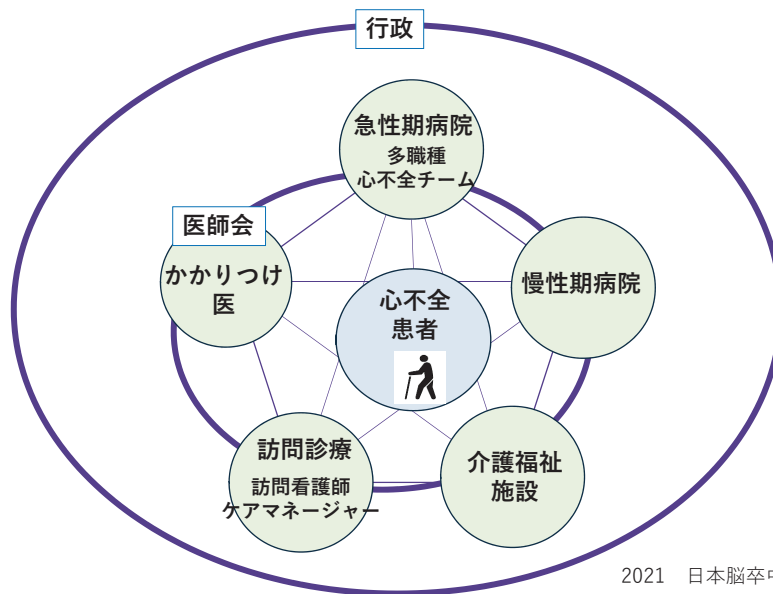 行政
急性期病院
多職種
心不全チーム
医師会
かかりつけ
医
慢性期病院
心不全
患者
訪問診療
訪問看護師
ケアマネージャー
介護福祉
施設
2021 日本脳卒